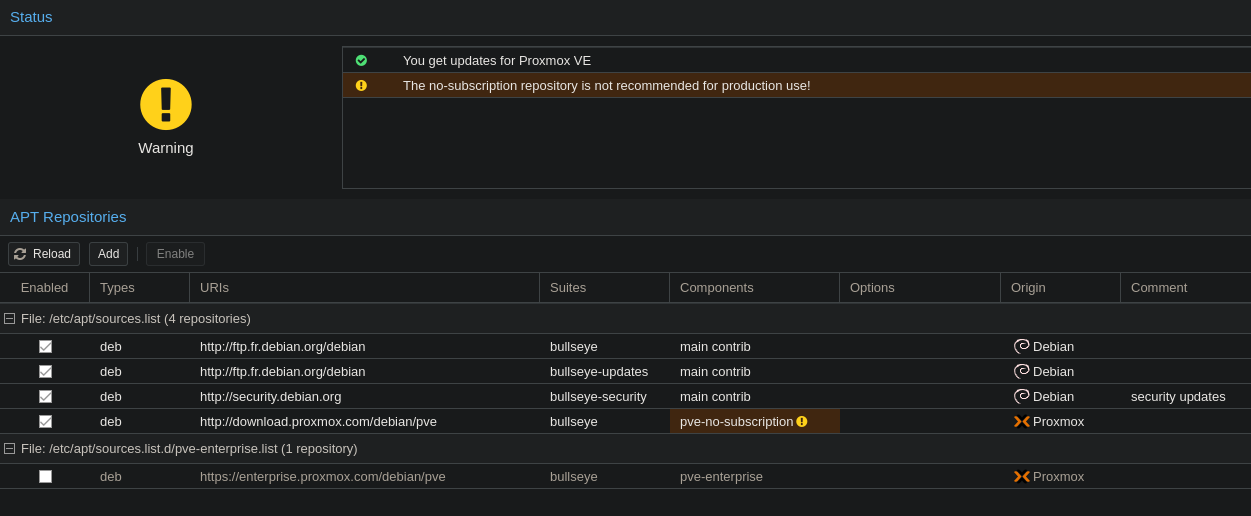 Status
You get updates for Proxmox VE
The no-subscription repository is not recommended for production use!
Warning
APT Repositories
Reload Add Enable
Enabled Types URIs Suites Components Options Origin Comment
File: /etc/apt/sources.list (4 repositories)
deb http://ftp.fr.debian.org/debian bullseye main contrib Debian
deb http://ftp.fr.debian.org/debian bullseye-updates main contrib Debian
deb http://security.debian.org bullseye-security main contrib Debian security updates
deb http://download.proxmox.com/debian/pve bullseye pve-no-subscription Proxmox
File: /etc/apt/sources.list.d/pve-enterprise.list (1 repository)
deb https://enterprise.proxmox.com/debian/pve bullseye pve-enterprise Proxmox